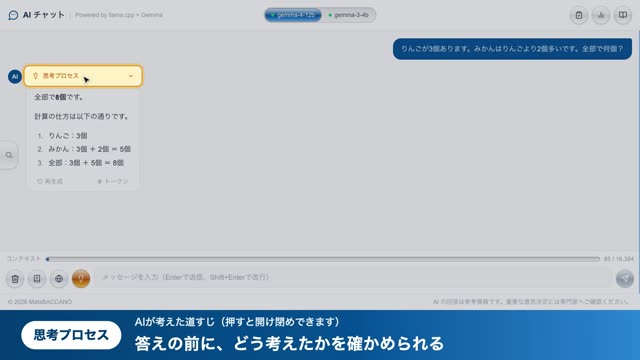 AI チャット
Powered by llama.cpp × Gemma
gemma-4-12b
gemma-3-4b
りんごが3個あります。みかんはりんごより2個多いです。全部で何個？
AI
思考プロセス
全部で8個です。
計算の仕方は以下の通りです。
1. りんご：3個
2. みかん：3個 ＋ 2個 ＝ 5個
3. 全部：3個 ＋ 5個 ＝ 8個
再生成
# トークン
コンテキスト
85 / 16,384
メッセージを入力（Enterで送信、Shift+Enterで改行）
AI の回答は参考情報です。重要な意思決定には専門家へご確認ください。
思考プロセス
AIが考えた道すじ（押すと開け閉めできます）
答えの前に、どう考えたかを確かめられる